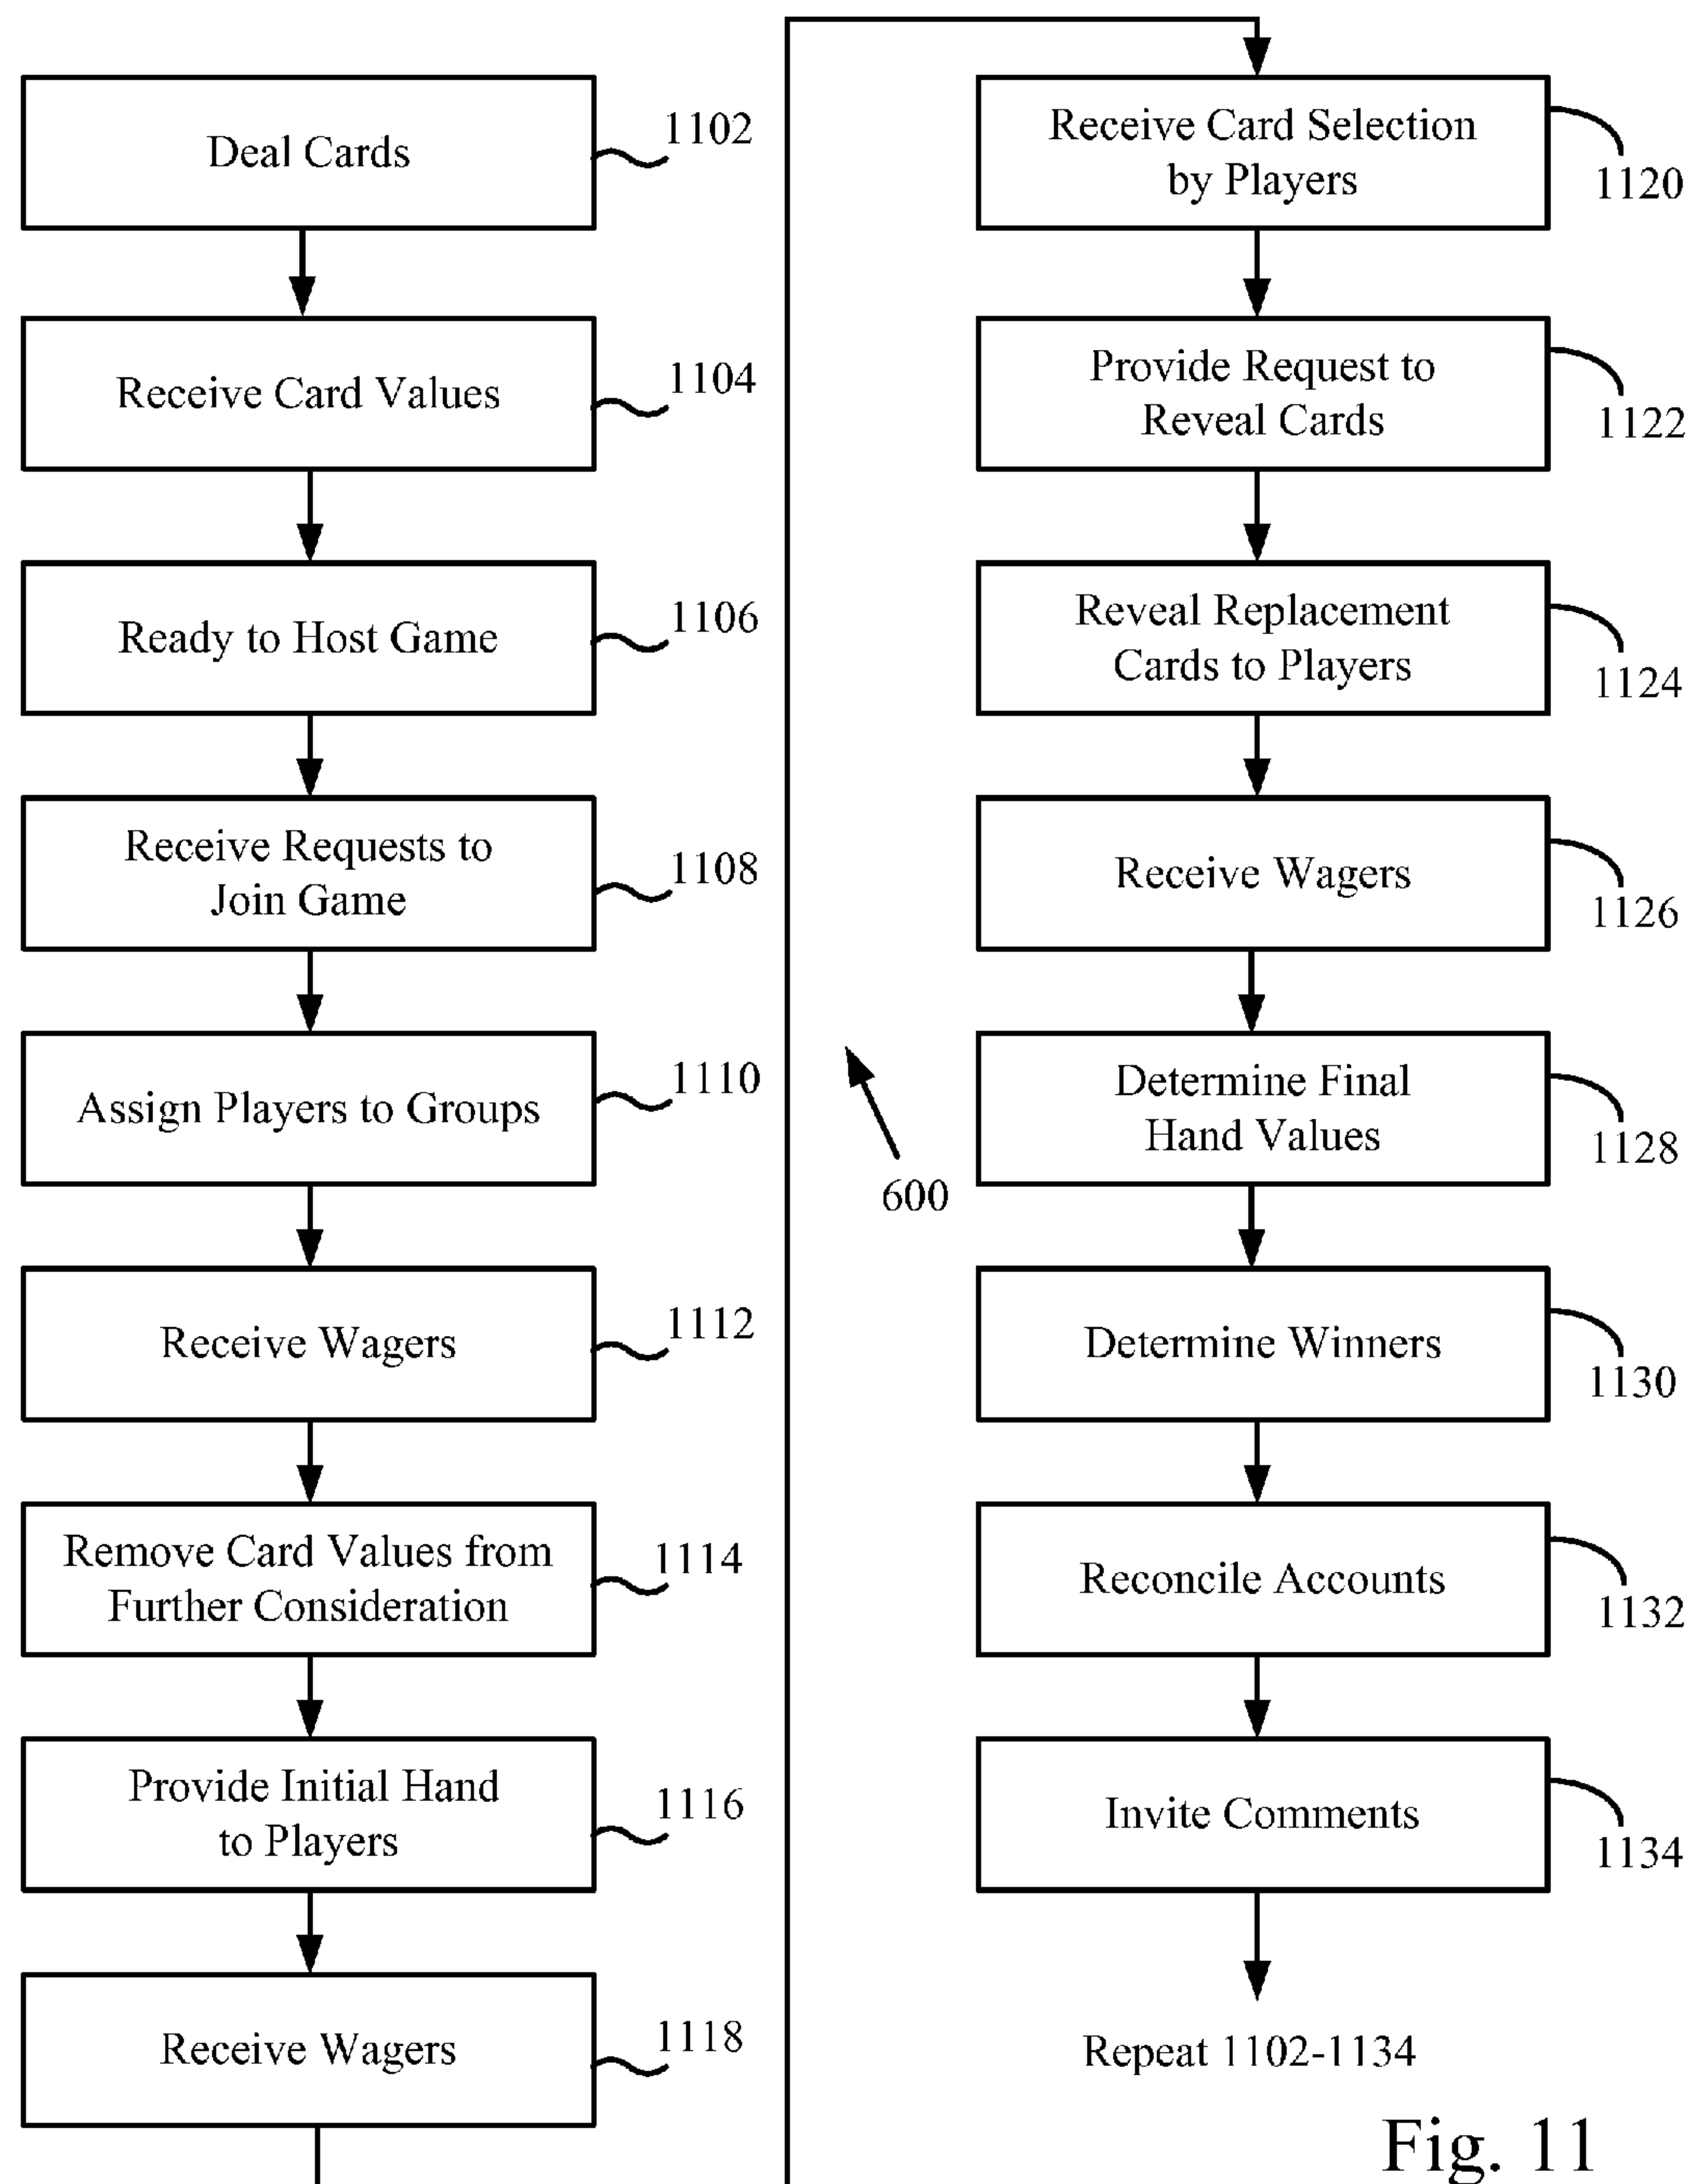 Deal Cards
1102
Receive Card Values
1104
Ready to Host Game
1106
Receive Requests to
Join Game
1108
Assign Players to Groups
1110
Receive Wagers
1112
Remove Card Values from
Further Consideration
1114
Provide Initial Hand
to Players
1116
Receive Wagers
1118
600
Receive Card Selection
by Players
1120
Provide Request to
Reveal Cards
1122
Reveal Replacement
Cards to Players
1124
Receive Wagers
1126
Determine Final
Hand Values
1128
Determine Winners
1130
Reconcile Accounts
1132
Invite Comments
1134
Repeat 1102-1134
Fig. 11